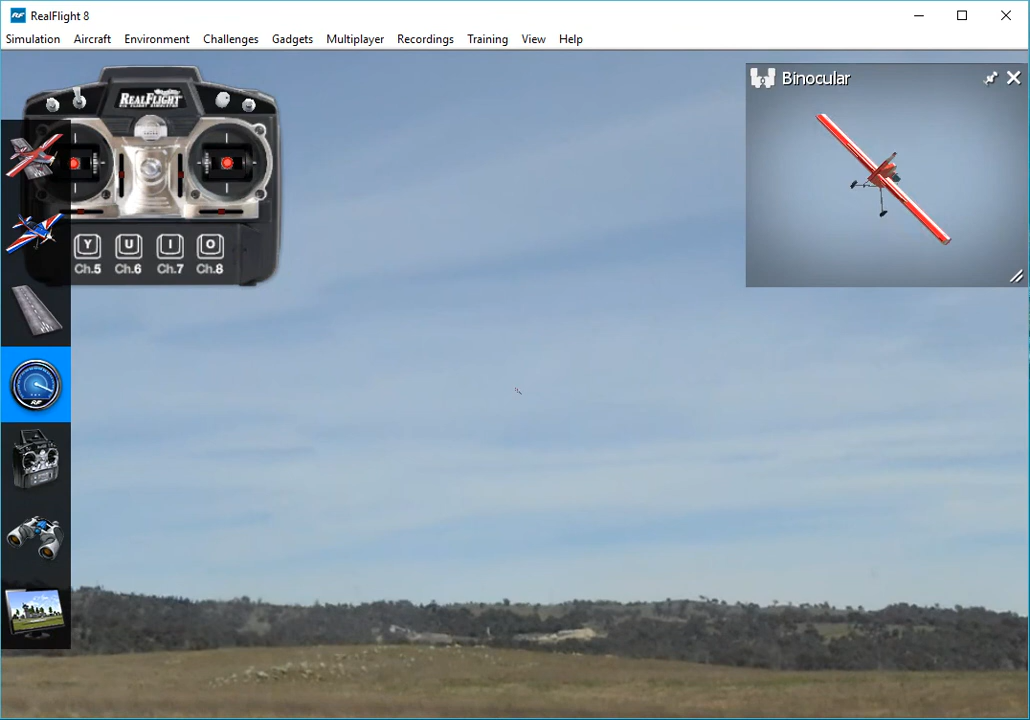 RealFlight 8
Simulation Aircraft Environment Challenges Gadgets Multiplayer Recordings Training View Help
REALFLIGHT
Y U I O
Ch.5 Ch.6 Ch.7 Ch.8
Binocular